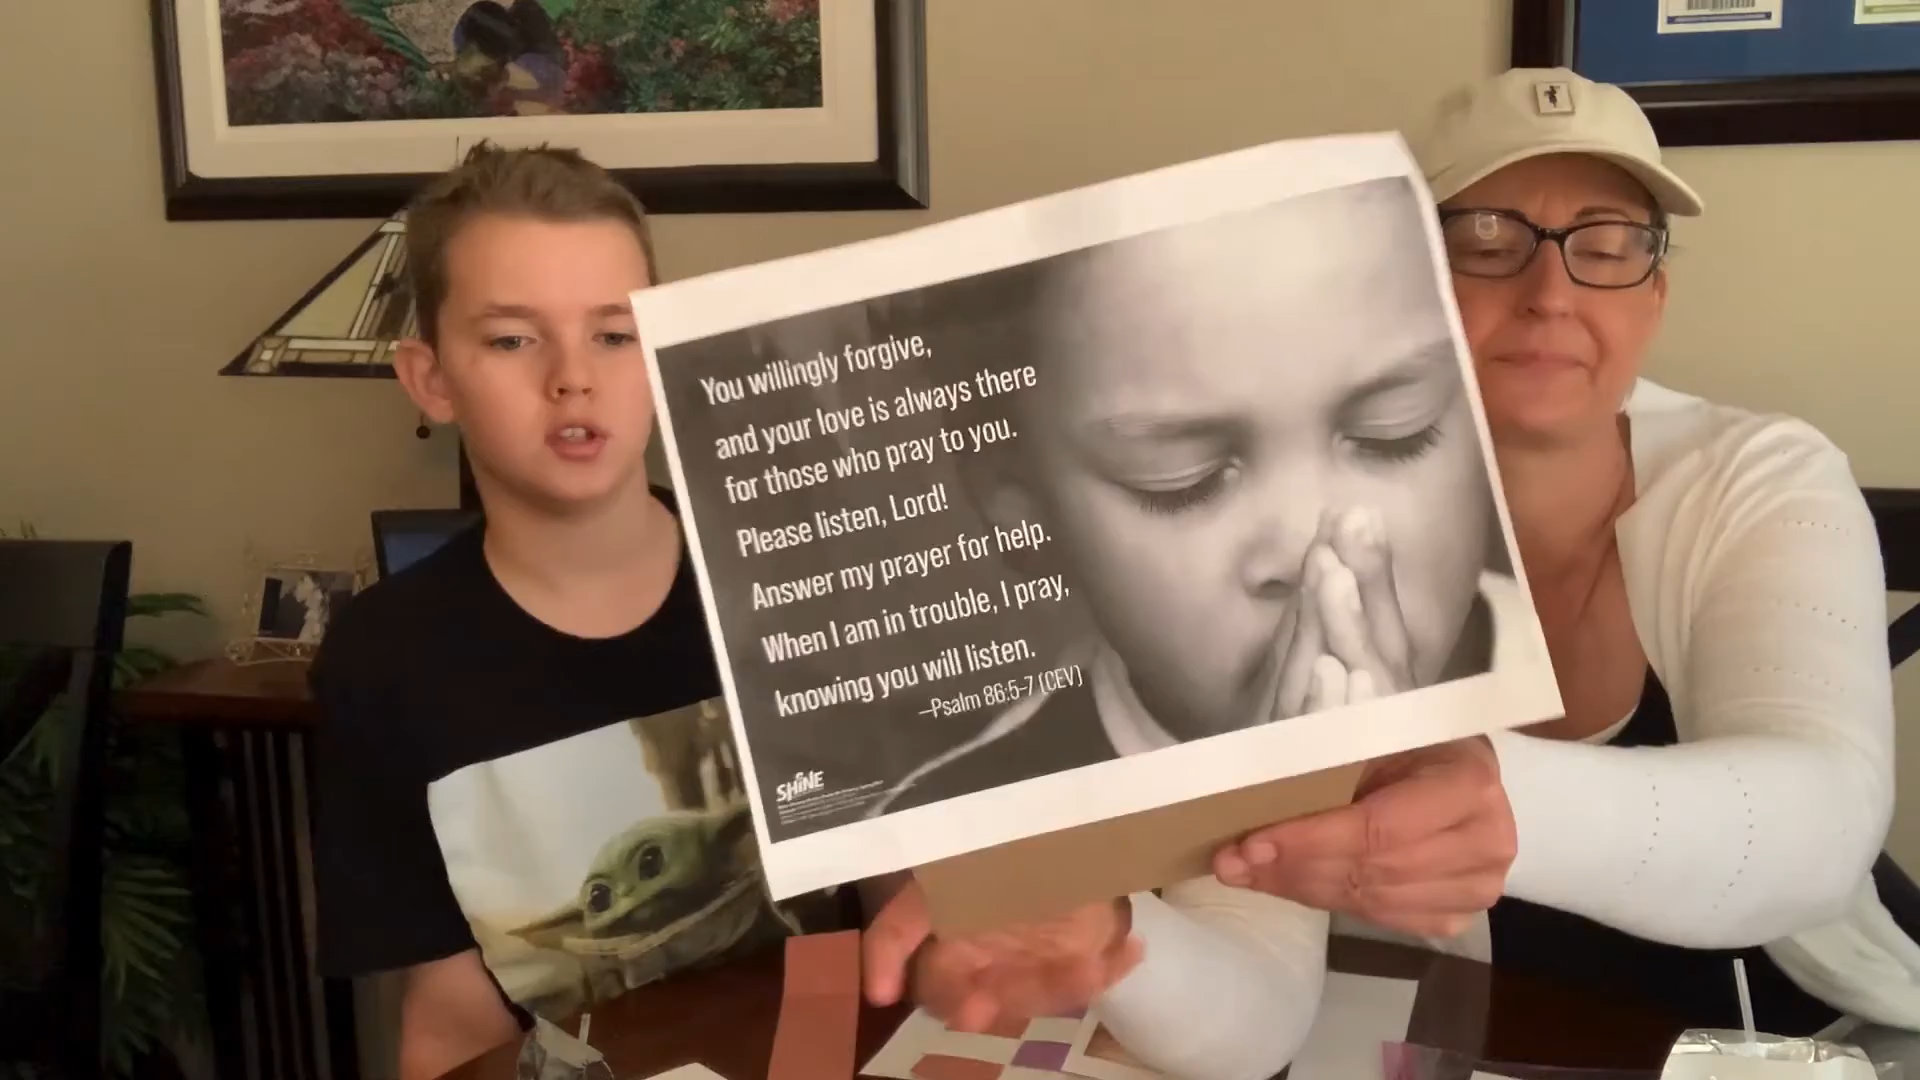 You willingly forgive,
and your love is always there
for those who pray to you.
Please listen, Lord!
Answer my prayer for help.
When I am in trouble, I pray,
knowing you will listen.
–Psalm 86:5–7 (CEV)
SHiNE